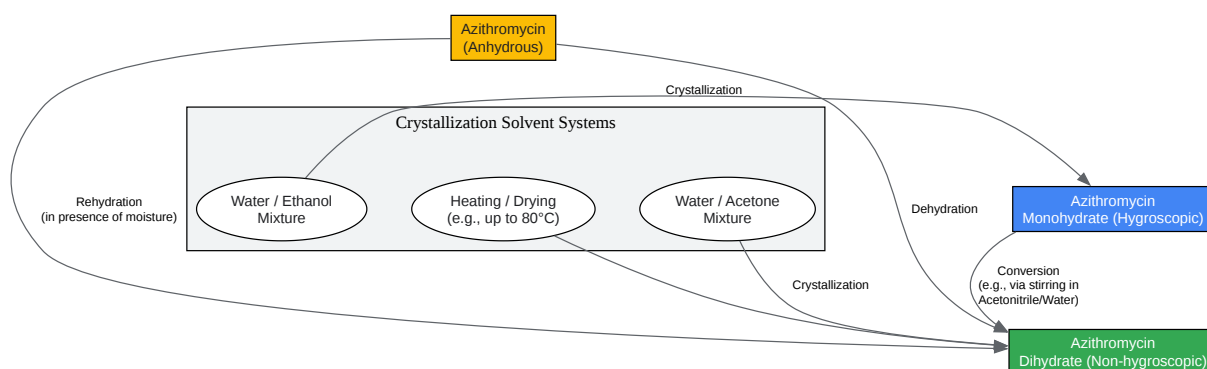 Azithromycin
(Anhydrous)
Crystallization
Crystallization Solvent Systems
Water / Ethanol
Mixture
Heating / Drying
(e.g., up to 80°C)
Water / Acetone
Mixture
Rehydration
(in presence of moisture)
Dehydration
Azithromycin
Monohydrate (Hygroscopic)
Conversion
(e.g., via stirring in
Acetonitrile/Water)
Crystallization
Azithromycin
Dihydrate (Non-hygroscopic)